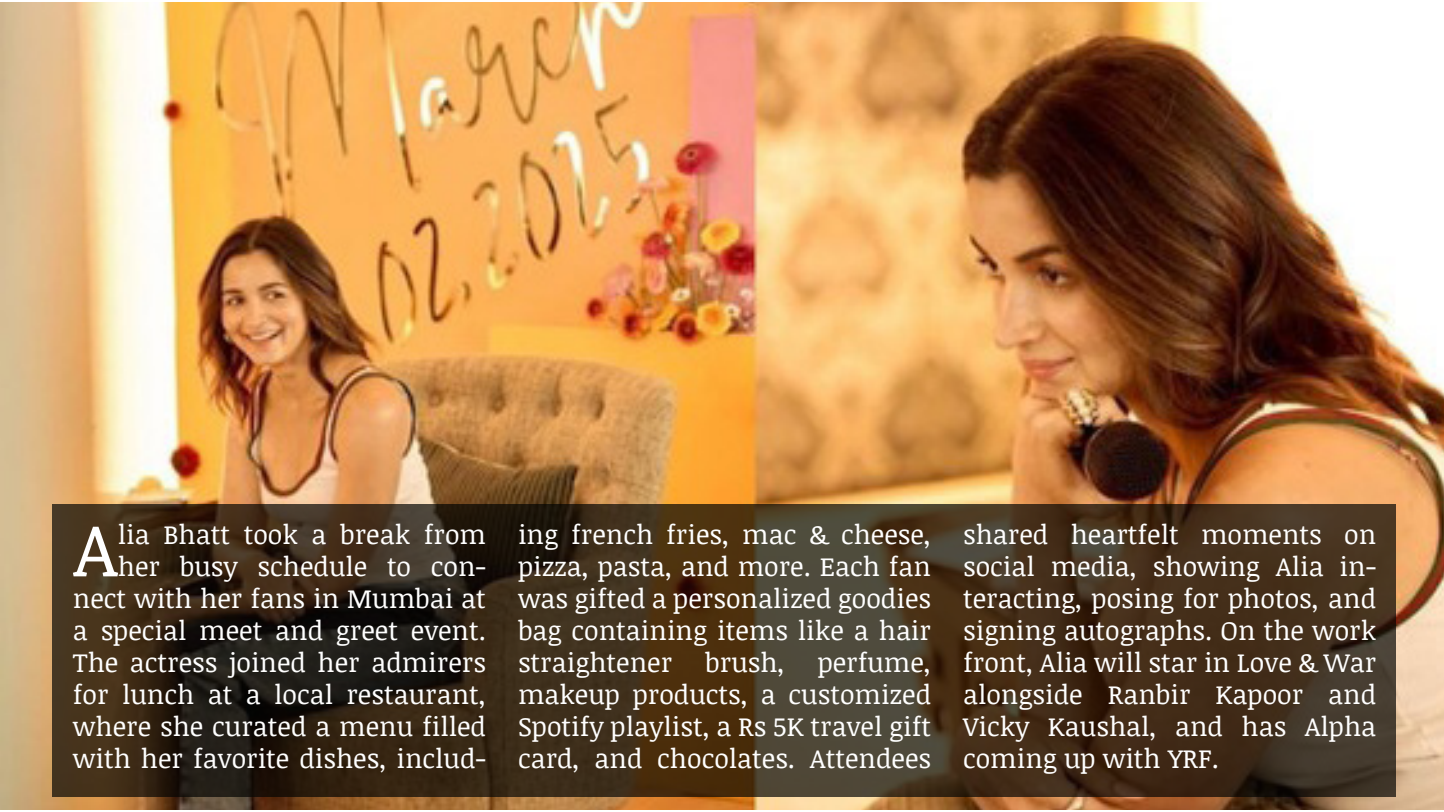 March
02, 2025
Alia Bhatt took a break from
her busy schedule to con-
nect with her fans in Mumbai at
a special meet and greet event.
The actress joined her admirers
for lunch at a local restaurant,
where she curated a menu filled
with her favorite dishes, includ-
ing french fries, mac & cheese,
pizza, pasta, and more. Each fan
was gifted a personalized goodies
bag containing items like a hair
straightener brush, perfume,
makeup products, a customized
Spotify playlist, a Rs 5K travel gift
card, and chocolates. Attendees
shared heartfelt moments on
social media, showing Alia in-
teracting, posing for photos, and
signing autographs. On the work
front, Alia will star in Love & War
alongside Ranbir Kapoor and
Vicky Kaushal, and has Alpha
coming up with YRF.